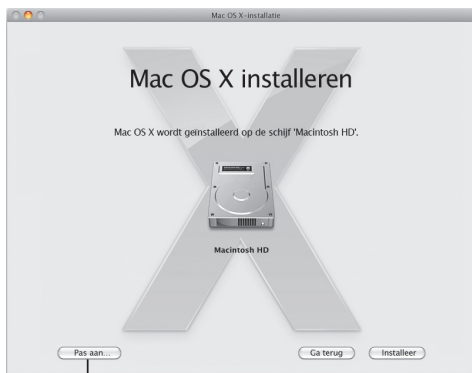 Mac OS X-installatie
Mac OS X installeren
Mac OS X wordt geïnstalleerd op de schijf 'Macintosh HD'.
Macintosh HD
Pas aan...
Ga terug
Installeer